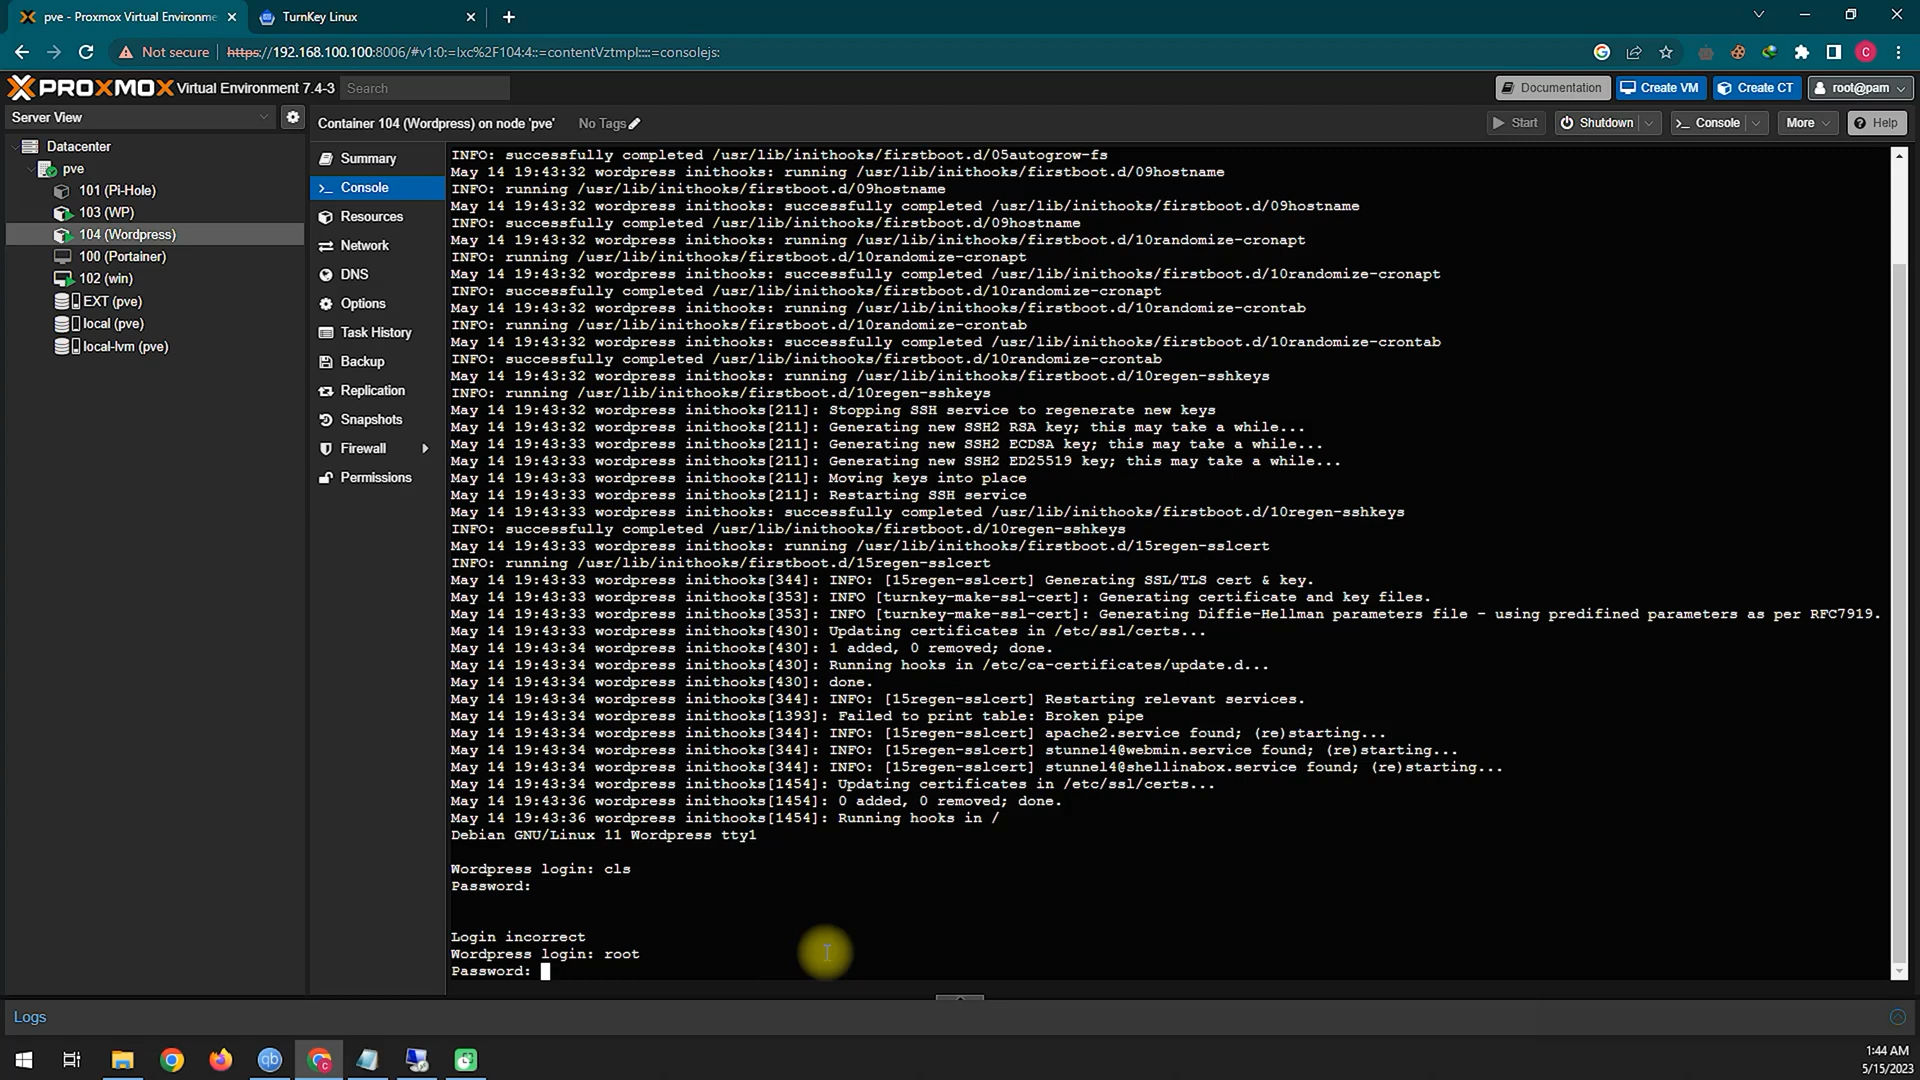 pve - Proxmox Virtual Environme
TurnKey Linux
Not secure
https://192.168.100.100:8006/#v1:0:=lxc%2F104:4::=contentVztmpl::::=consolejs:
C
PROXMOX Virtual Environment 7.4-3
Search
Documentation
Create VM
Create CT
root@pam
Server View
Container 104 (Wordpress) on node 'pve'
No Tags
Start
Shutdown
Console
More
Help
Datacenter
pve
101 (Pi-Hole)
103 (WP)
104 (Wordpress)
100 (Portainer)
102 (win)
EXT (pve)
local (pve)
local-lvm (pve)
Summary
Console
Resources
Network
DNS
Options
Task History
Backup
Replication
Snapshots
Firewall
Permissions
INFO: successfully completed /usr/lib/inithooks/firstboot.d/05autogrow-fs
May 14 19:43:32 wordpress inithooks: running /usr/lib/inithooks/firstboot.d/09hostname
INFO: running /usr/lib/inithooks/firstboot.d/09hostname
May 14 19:43:32 wordpress inithooks: successfully completed /usr/lib/inithooks/firstboot.d/09hostname
INFO: successfully completed /usr/lib/inithooks/firstboot.d/09hostname
May 14 19:43:32 wordpress inithooks: running /usr/lib/inithooks/firstboot.d/10randomize-cronapt
INFO: running /usr/lib/inithooks/firstboot.d/10randomize-cronapt
May 14 19:43:32 wordpress inithooks: successfully completed /usr/lib/inithooks/firstboot.d/10randomize-cronapt
INFO: successfully completed /usr/lib/inithooks/firstboot.d/10randomize-cronapt
May 14 19:43:32 wordpress inithooks: running /usr/lib/inithooks/firstboot.d/10randomize-crontab
INFO: running /usr/lib/inithooks/firstboot.d/10randomize-crontab
May 14 19:43:32 wordpress inithooks: successfully completed /usr/lib/inithooks/firstboot.d/10randomize-crontab
INFO: successfully completed /usr/lib/inithooks/firstboot.d/10randomize-crontab
May 14 19:43:32 wordpress inithooks: running /usr/lib/inithooks/firstboot.d/10regen-sshkeys
INFO: running /usr/lib/inithooks/firstboot.d/10regen-sshkeys
May 14 19:43:32 wordpress inithooks[211]: Stopping SSH service to regenerate new keys
May 14 19:43:32 wordpress inithooks[211]: Generating new SSH2 RSA key; this may take a while...
May 14 19:43:33 wordpress inithooks[211]: Generating new SSH2 ECDSA key; this may take a while...
May 14 19:43:33 wordpress inithooks[211]: Generating new SSH2 ED25519 key; this may take a while...
May 14 19:43:33 wordpress inithooks[211]: Moving keys into place
May 14 19:43:33 wordpress inithooks[211]: Restarting SSH service
May 14 19:43:33 wordpress inithooks: successfully completed /usr/lib/inithooks/firstboot.d/10regen-sshkeys
INFO: successfully completed /usr/lib/inithooks/firstboot.d/10regen-sshkeys
May 14 19:43:33 wordpress inithooks: running /usr/lib/inithooks/firstboot.d/15regen-sslcert
INFO: running /usr/lib/inithooks/firstboot.d/15regen-sslcert
May 14 19:43:33 wordpress inithooks[344]: INFO: [15regen-sslcert] Generating SSL/TLS cert & key.
May 14 19:43:33 wordpress inithooks[353]: INFO [turnkey-make-ssl-cert]: Generating certificate and key files.
May 14 19:43:33 wordpress inithooks[353]: INFO [turnkey-make-ssl-cert]: Generating Diffie-Hellman parameters file - using predifined parameters as per RFC7919.
May 14 19:43:33 wordpress inithooks[430]: Updating certificates in /etc/ssl/certs...
May 14 19:43:34 wordpress inithooks[430]: 1 added, 0 removed; done.
May 14 19:43:34 wordpress inithooks[430]: Running hooks in /etc/ca-certificates/update.d...
May 14 19:43:34 wordpress inithooks[430]: done.
May 14 19:43:34 wordpress inithooks[344]: INFO: [15regen-sslcert] Restarting relevant services.
May 14 19:43:34 wordpress inithooks[1393]: Failed to print table: Broken pipe
May 14 19:43:34 wordpress inithooks[344]: INFO: [15regen-sslcert] apache2.service found; (re)starting...
May 14 19:43:34 wordpress inithooks[344]: INFO: [15regen-sslcert] stunnel4@webmin.service found; (re)starting...
May 14 19:43:34 wordpress inithooks[344]: INFO: [15regen-sslcert] stunnel4@shellinabox.service found; (re)starting...
May 14 19:43:34 wordpress inithooks[1454]: Updating certificates in /etc/ssl/certs...
May 14 19:43:36 wordpress inithooks[1454]: 0 added, 0 removed; done.
May 14 19:43:36 wordpress inithooks[1454]: Running hooks in /
Debian GNU/Linux 11 Wordpress tty1
Wordpress login: cls
Password:
Login incorrect
Wordpress login: root
Password:
Logs
qb
C
1:44 AM
5/15/2023